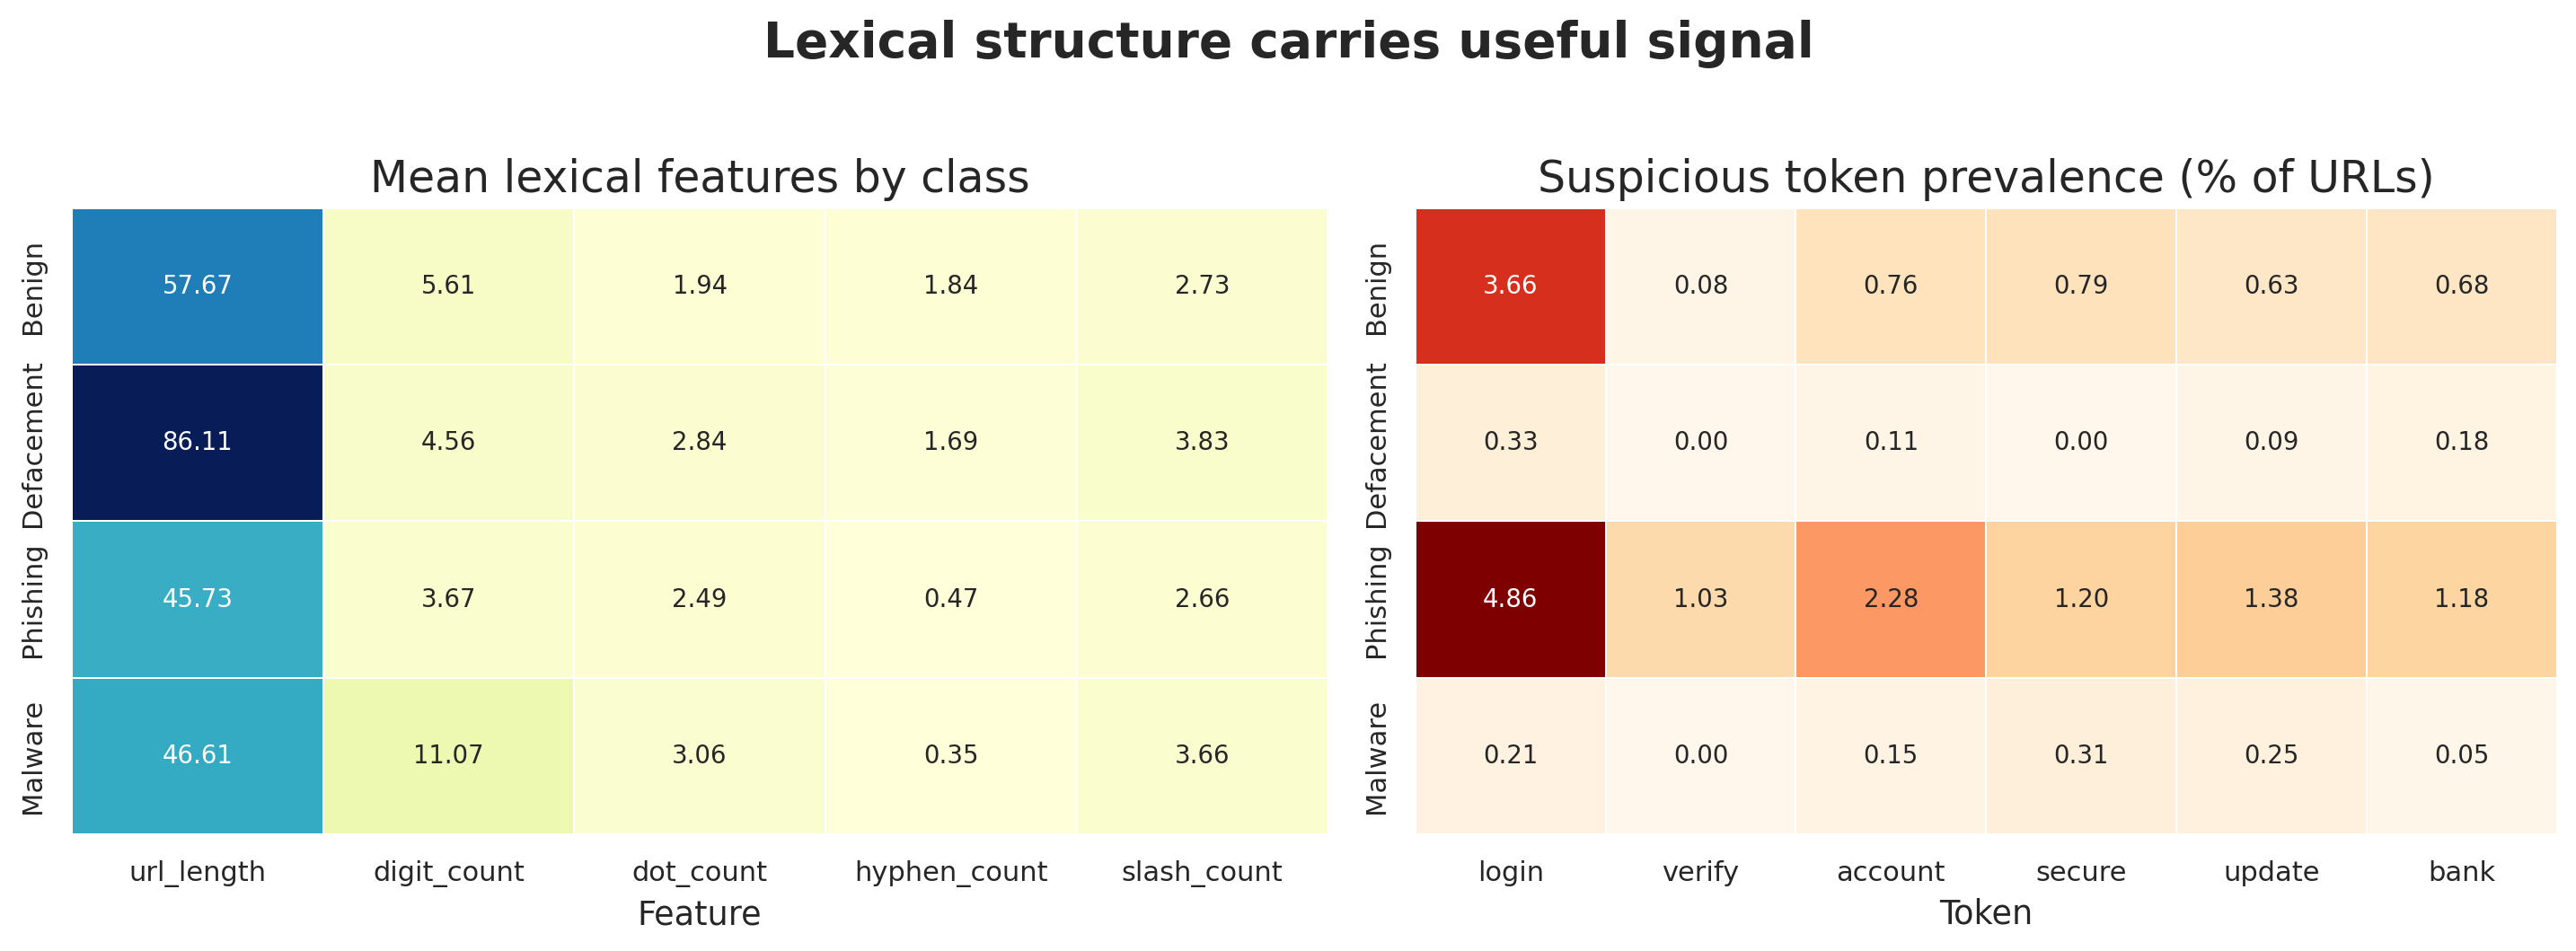 Lexical structure carries useful signal
Mean lexical features by class
Benign 57.67 5.61 1.94 1.84 2.73
Defacement 86.11 4.56 2.84 1.69 3.83
Phishing 45.73 3.67 2.49 0.47 2.66
Malware 46.61 11.07 3.06 0.35 3.66
url_length digit_count dot_count hyphen_count slash_count
Feature
Suspicious token prevalence (% of URLs)
Benign 3.66 0.08 0.76 0.79 0.63 0.68
Defacement 0.33 0.00 0.11 0.00 0.09 0.18
Phishing 4.86 1.03 2.28 1.20 1.38 1.18
Malware 0.21 0.00 0.15 0.31 0.25 0.05
login verify account secure update bank
Token